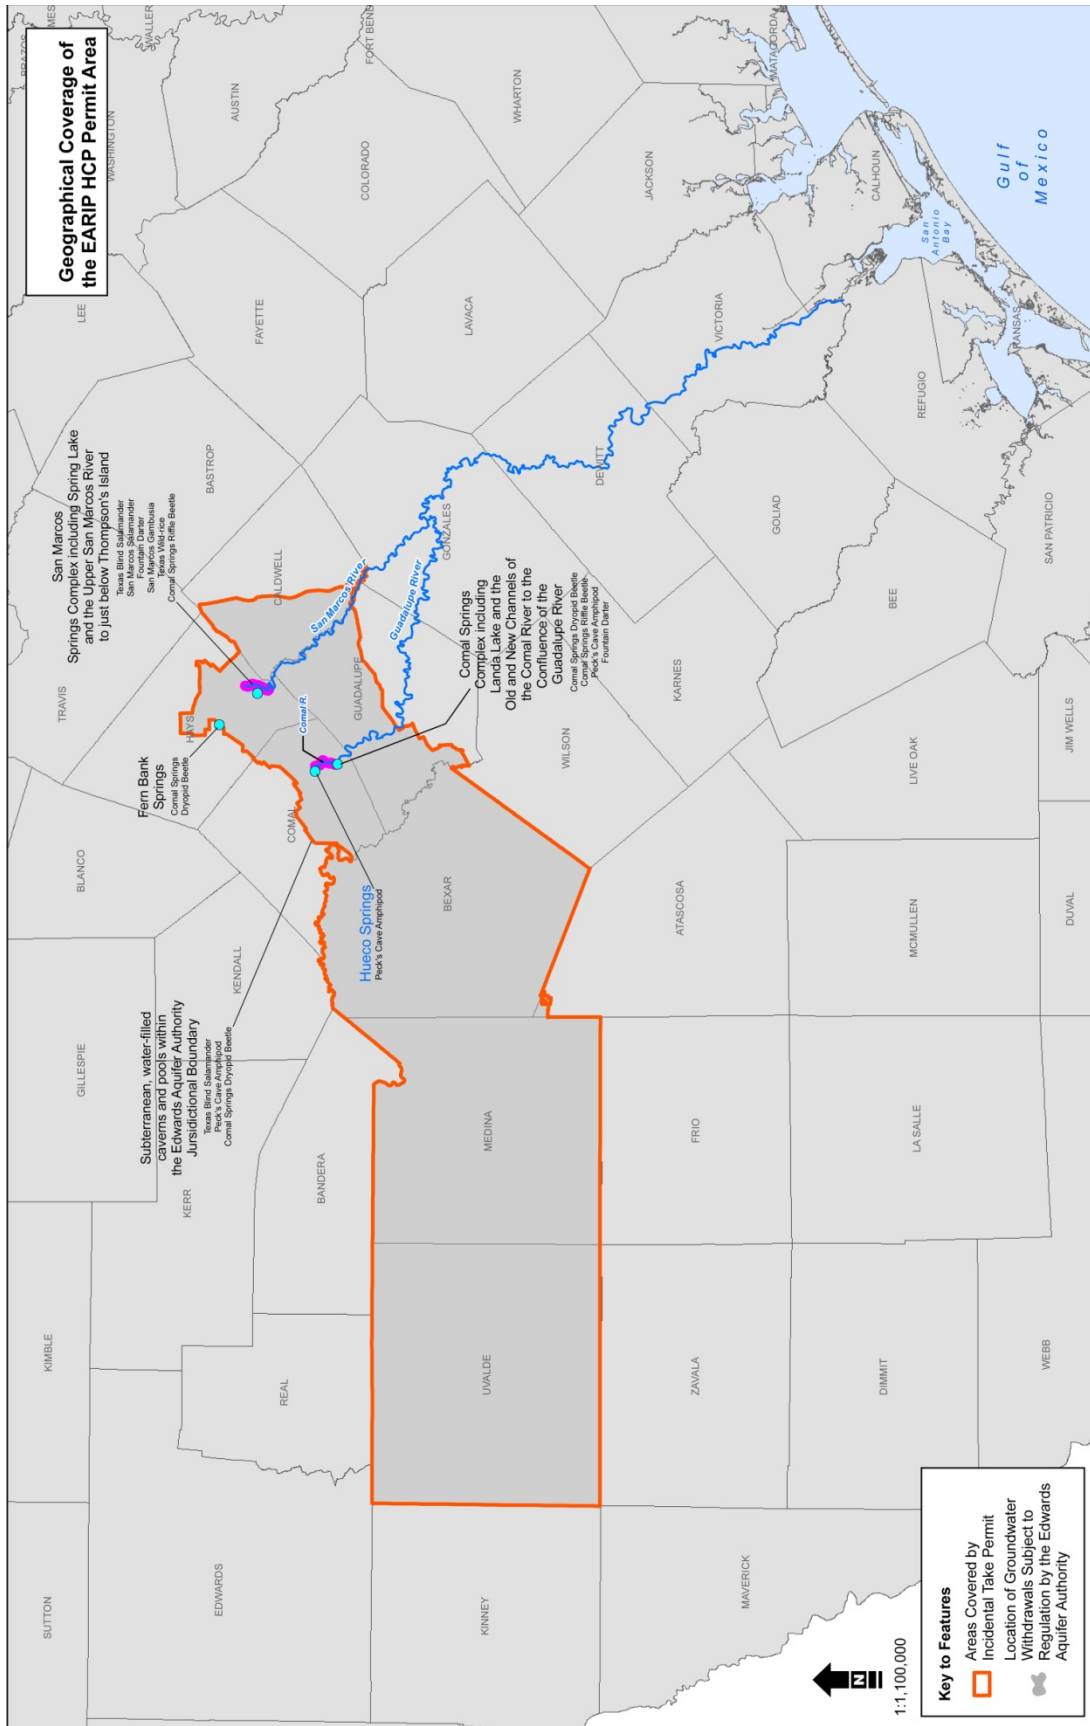 Geographical Coverage of
the EARIP HCP Permit Area
SUTTON
KIMBLE
GILLESPIE
BLANCO
TRAVIS
LEE
WASHINGTON
WALLER
EDWARDS
REAL
KERR
KENDALL
BANDERA
COMAL
HAYS
BASTROP
FAYETTE
AUSTIN
FORT BEND
COLORADO
KINNEY
UVALDE
MEDINA
BEXAR
GUADALUPE
CALDWELL
GONZALES
LAVACA
WHARTON
MAVERICK
ZAVALA
FRIO
ATASCOSA
WILSON
KARNES
DEWITT
VICTORIA
JACKSON
MATAGORDA
CALHOUN
DIMMIT
LA SALLE
MCMULLEN
LIVE OAK
BEE
GOLIAD
REFUGIO
WEBB
DUVAL
JIM WELLS
SAN PATRICIO
Subterranean, water-filled
caverns and pools within
the Edwards Aquifer Authority
Jursidictional Boundary
Texas Blind Salamander
Peck's Cave Amphipod
Comal Springs Dryopid Beetle
Fern Bank
Springs
Comal Springs
Dryopid Beetle
San Marcos
Springs Complex including Spring Lake
and the Upper San Marcos River
to just below Thompson's Island
Texas Blind Salamander
San Marcos Salamander
Fountain Darter
San Marcos Gambusia
Texas Wild-rice
Comal Springs Riffle Beetle
Hueco Springs
Peck's Cave Amphipod
Comal R.
San Marcos River
Guadalupe River
Comal Springs
Complex including
Landa Lake and the
Old and New Channels of
the Comal River to the
Confluence of the
Guadalupe River
Comal Springs Dryopid Beetle
Comal Springs Riffle Beetle
Peck's Cave Amphipod
Fountain Darter
San
Antonio
Bay
Gulf
of
Mexico
N
1:1,100,000
Key to Features
Areas Covered by
Incidental Take Permit
Location of Groundwater
Withdrawals Subject to
Regulation by the Edwards
Aquifer Authority